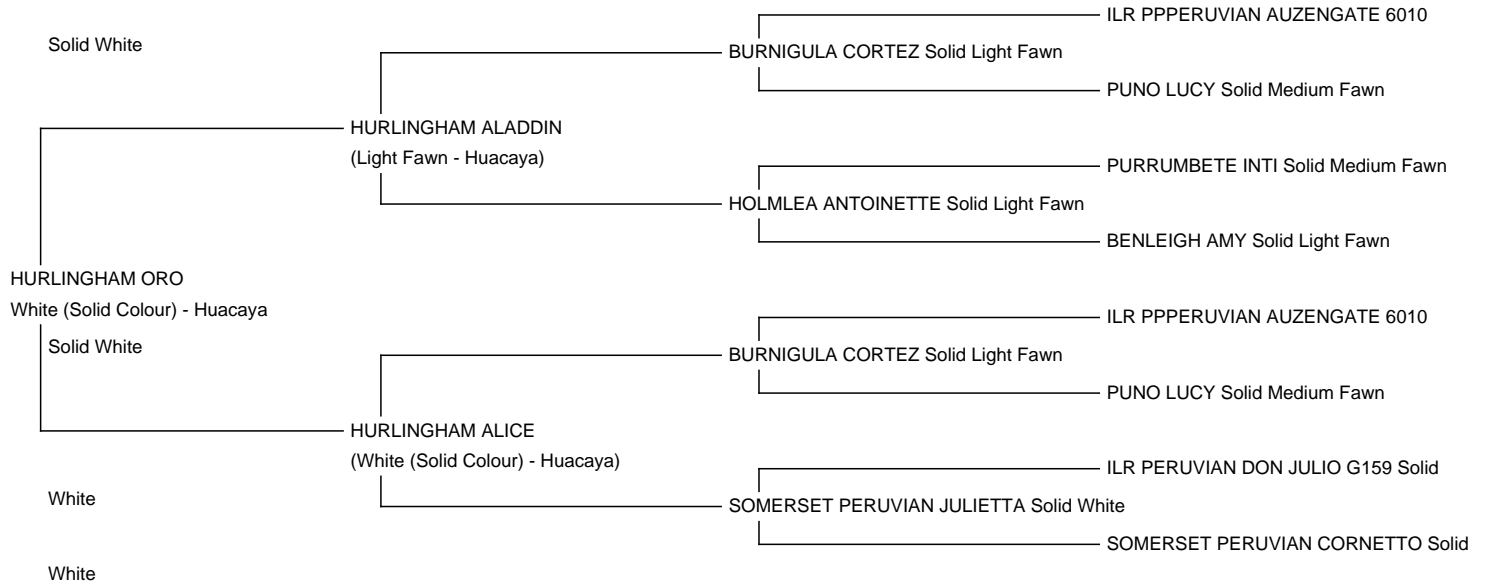 ILR PPPERUVIAN AUZENGATE 6010
Solid White
BURNIGULA CORTEZ Solid Light Fawn
PUNO LUCY Solid Medium Fawn
HURLINGHAM ALADDIN
(Light Fawn - Huacaya)
PURRUMBETE INTI Solid Medium Fawn
HOLMLEA ANTOINETTE Solid Light Fawn
BENLEIGH AMY Solid Light Fawn
HURLINGHAM ORO
White (Solid Colour) - Huacaya
ILR PPPERUVIAN AUZENGATE 6010
Solid White
BURNIGULA CORTEZ Solid Light Fawn
PUNO LUCY Solid Medium Fawn
HURLINGHAM ALICE
(White (Solid Colour) - Huacaya)
ILR PERUVIAN DON JULIO G159 Solid
White
SOMERSET PERUVIAN JULIETTA Solid White
SOMERSET PERUVIAN CORNETTO Solid
White